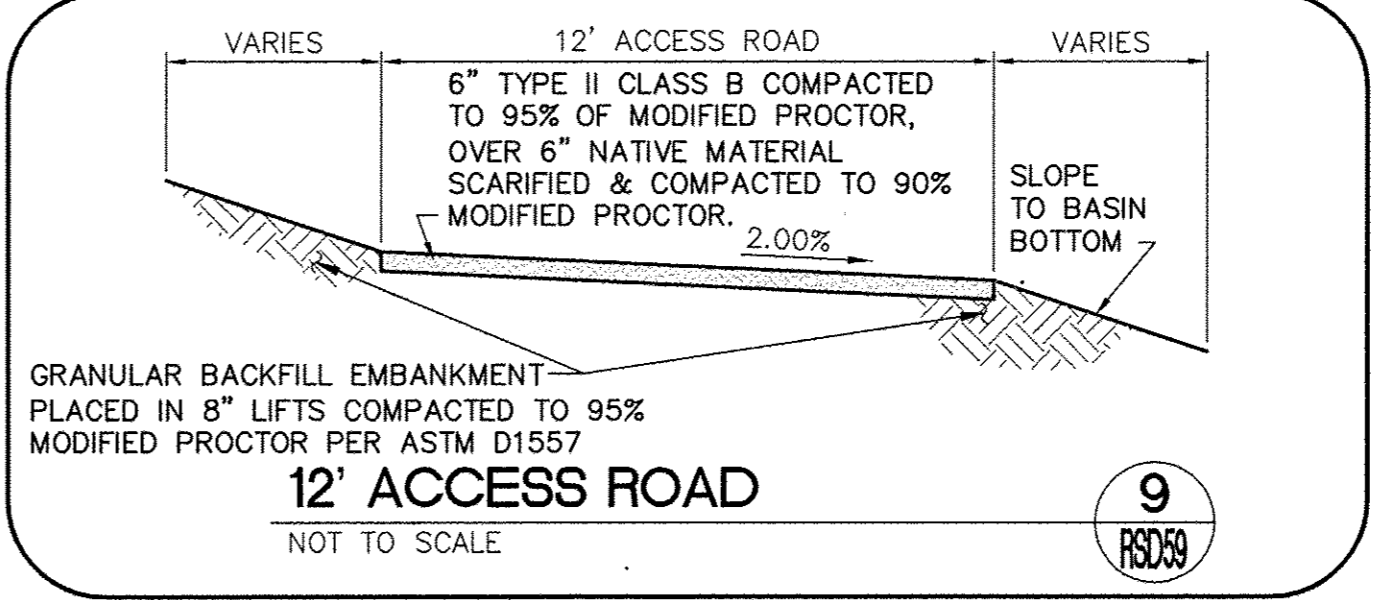 VARIES
12' ACCESS ROAD
VARIES
6" TYPE II CLASS B COMPACTED
TO 95% OF MODIFIED PROCTOR,
OVER 6" NATIVE MATERIAL
SCARIFIED & COMPACTED TO 90%
MODIFIED PROCTOR.
2.00%
SLOPE
TO BASIN
BOTTOM
GRANULAR BACKFILL EMBANKMENT
PLACED IN 8" LIFTS COMPACTED TO 95%
MODIFIED PROCTOR PER ASTM D1557
12' ACCESS ROAD
NOT TO SCALE
9
RSD59